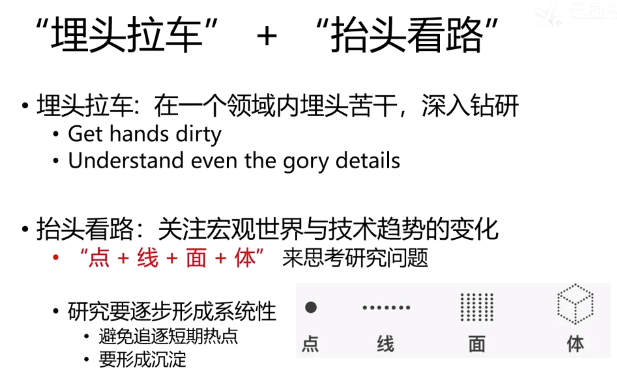 “埋头拉车” + “抬头看路”
• 埋头拉车：在一个领域内埋头苦干，深入钻研
• Get hands dirty
• Understand even the gory details
• 抬头看路：关注宏观世界与技术趋势的变化
• “点 + 线 + 面 + 体” 来思考研究问题
• 研究要逐步形成系统性
• 避免追逐短期热点
• 要形成沉淀
点 线 面 体